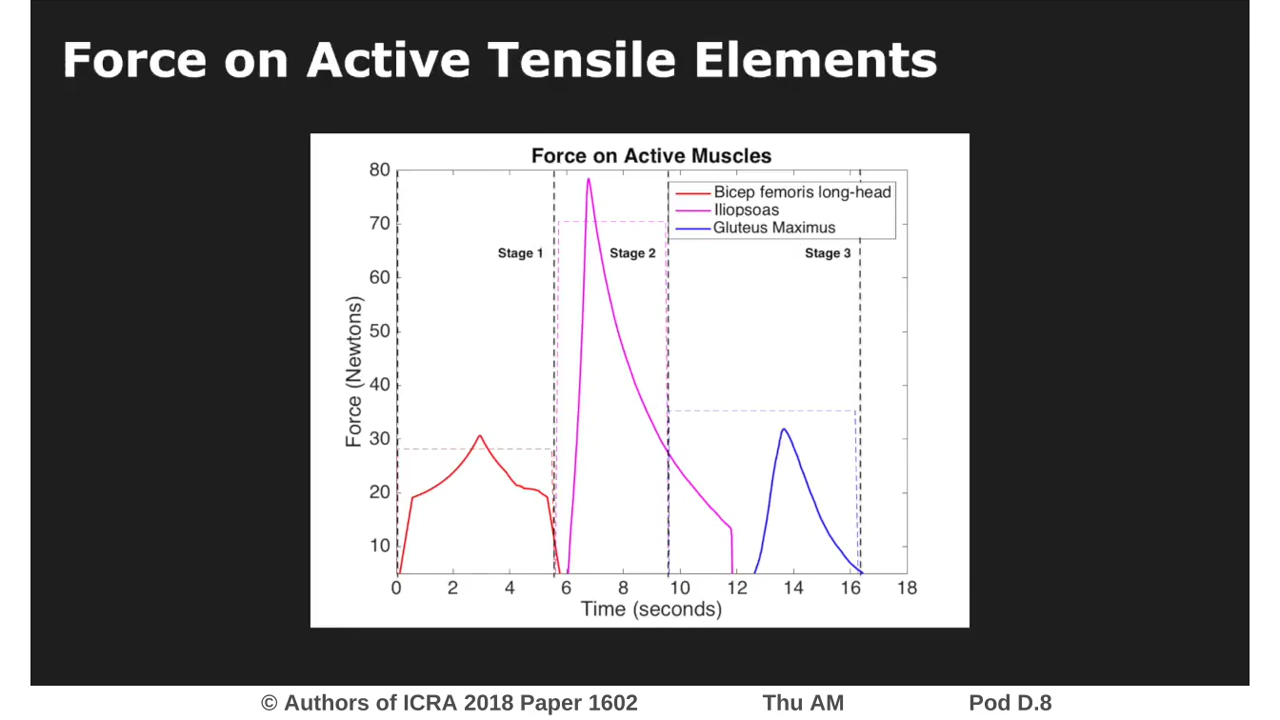 Force on Active Tensile Elements
Force on Active Muscles
Bicep femoris long-head
Iliopsoas
Gluteus Maximus
Stage 1
Stage 2
Stage 3
Force (Newtons)
80
70
60
50
40
30
20
10
0 2 4 6 8 10 12 14 16 18
Time (seconds)
© Authors of ICRA 2018 Paper 1602 Thu AM Pod D.8